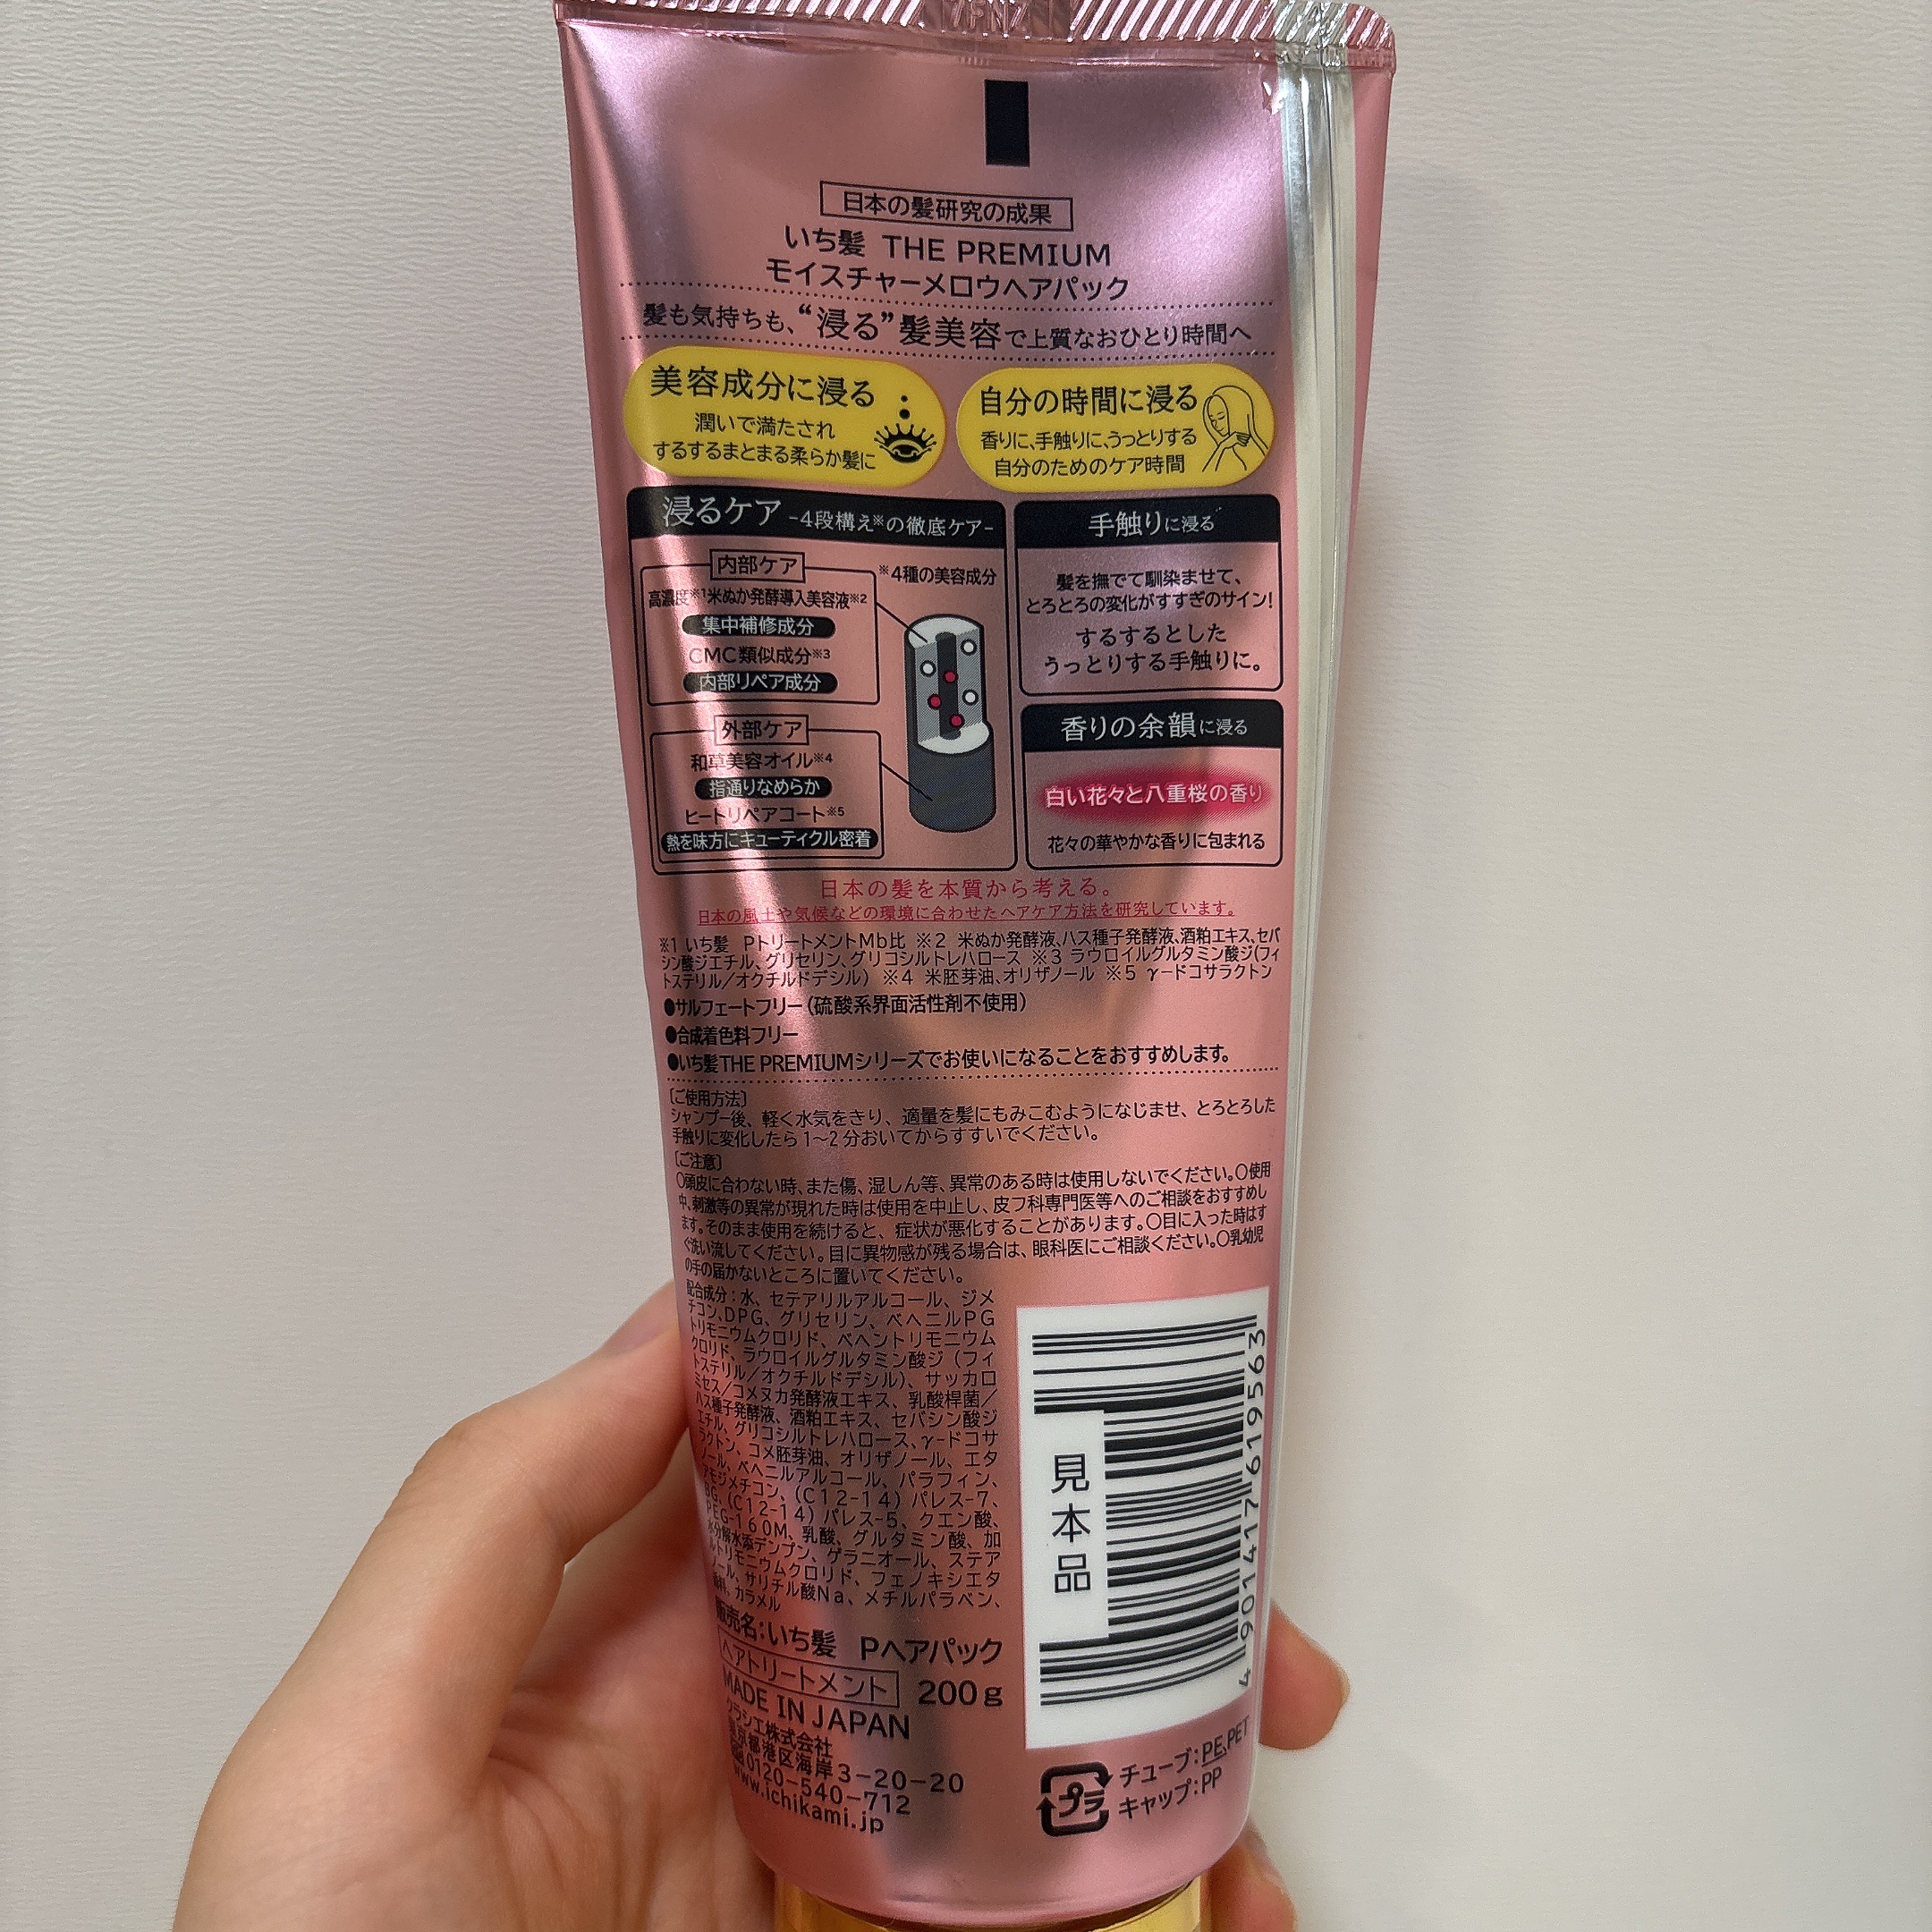 日本の髪研究の成果
いち髪 THE PREMIUM
モイスチャーメロウヘアパック
髪も気持ちも、“浸る”髪美容で上質なおひとり時間へ
美容成分に浸る
潤いで満たされ
するするまとまる柔らか髪に
自分の時間に浸る
香りに、手触りに、うっとりする
自分のためのケア時間
浸るケア -4段構え※の徹底ケア-
内部ケア
※4種の美容成分
高濃度※1米ぬか発酵導入美容液※2
集中補修成分
CMC類似成分※3
内部リペア成分
外部ケア
和草美容オイル※4
指通りなめらか
ヒートリペアコート※5
熱を味方にキューティクル密着
手触りに浸る
髪を撫でて馴染ませて、
とろとろの変化がすすぎのサイン!
するするとした
うっとりする手触りに。
香りの余韻に浸る
白い花々と八重桜の香り
花々の華やかな香りに包まれる
日本の髪を本質から考える。
日本の風土や気候などの環境に合わせたヘアケア方法を研究しています。
※1 いち髪 PトリートメントMb比 ※2 米ぬか発酵液、ハス種子発酵液、酒粕エキス、セバ
シン酸ジエチル、グリセリン、グリコシルトレハロース ※3 ラウロイルグルタミン酸ジ(フィ
トステリル/オクチルドデシル) ※4 米胚芽油、オリザノール ※5 γ-ドコサラクトン
●サルフェートフリー(硫酸系界面活性剤不使用)
●合成着色料フリー
●いち髪THE PREMIUMシリーズでお使いになることをおすすめします。
〔ご使用方法〕
シャンプー後、軽く水気をきり、適量を髪にもみこむようになじませ、とろとろした
手触りに変化したら1〜2分おいてからすすいでください。
〔ご注意〕
○頭皮に合わない時、また傷、湿しん等、異常のある時は使用しないでください。○使用
中、刺激等の異常が現れた時は使用を中止し、皮フ科専門医等へのご相談をおすすめし
ます。そのまま使用を続けると、症状が悪化することがあります。○目に入った時はす
ぐ洗い流してください。目に異物感が残る場合は、眼科医にご相談ください。○乳幼児
の手の届かないところに置いてください。
配合成分:水、セテアリルアルコール、ジメ
チコン、DPG、グリセリン、ベヘニルPG
トリモニウムクロリド、ベヘントリモニウム
クロリド、ラウロイルグルタミン酸ジ(フィ
トステリル/オクチルドデシル)、サッカロ
ミセス/コメヌカ発酵液エキス、乳酸桿菌/
ハス種子発酵液、酒粕エキス、セバシン酸ジ
エチル、グリコシルトレハロース、γ-ドコサ
ラクトン、コメ胚芽油、オリザノール、エタ
ノール、ベヘニルアルコール、パラフィン、
アモジメチコン、(C12-14)パレス-7、
BG、(C12-14)パレス-5、クエン酸、
PEG-160M、乳酸、グルタミン酸、加
水分解水添デンプン、ゲラニオール、ステア
ルトリモニウムクロリド、フェノキシエタ
ノール、サリチル酸Na、メチルパラベン、
香料、カラメル
販売名:いち髪 Pヘアパック
ヘアトリートメント 200g
MADE IN JAPAN
クラシエ株式会社
東京都港区海岸3-20-20
0120-540-712
www.ichikami.jp
見本品
4901417619563
プラ
チューブ:PE、PET
キャップ:PP